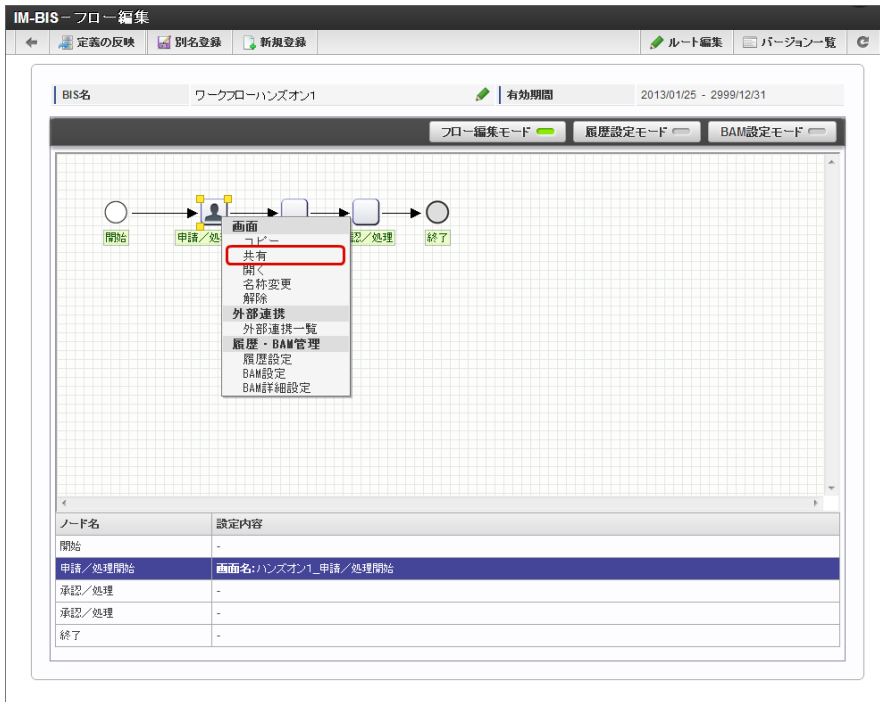 IM-BIS－フロー編集
定義の反映 別名登録 新規登録 ルート編集 バージョン一覧
BIS名 ワークフローハンズオン1 有効期間 2013/01/25 - 2999/12/31
フロー編集モード 履歴設定モード BAM設定モード
開始 申請／処 認／処理 終了
画面
コピー
共有
開く
名称変更
解除
外部連携
外部連携一覧
履歴・BAM管理
履歴設定
BAM設定
BAM詳細設定
ノード名 設定内容
開始 -
申請／処理開始 画面名:ハンズオン1_申請／処理開始
承認／処理 -
承認／処理 -
終了 -